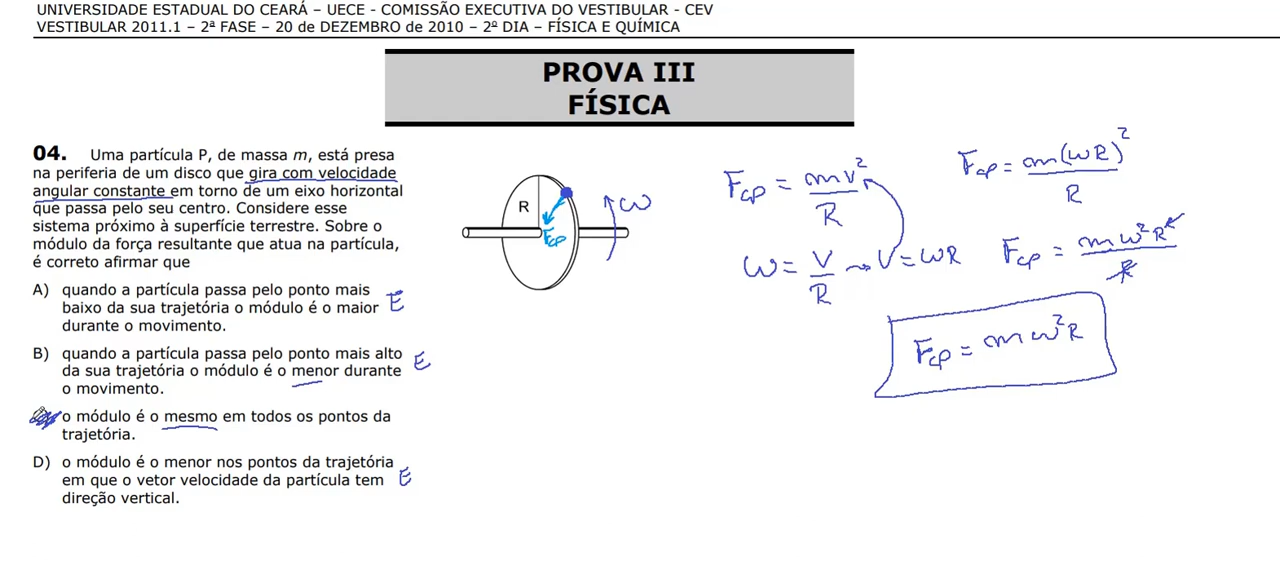 UNIVERSIDADE ESTADUAL DO CEARÁ – UECE - COMISSÃO EXECUTIVA DO VESTIBULAR - CEV
VESTIBULAR 2011.1 – 2ª FASE – 20 de DEZEMBRO de 2010 – 2º DIA – FÍSICA E QUÍMICA
PROVA III
FÍSICA
04. Uma partícula P, de massa m, está presa
na periferia de um disco que gira com velocidade
angular constante em torno de um eixo horizontal
que passa pelo seu centro. Considere esse
sistema próximo à superfície terrestre. Sobre o
módulo da força resultante que atua na partícula,
é correto afirmar que
A) quando a partícula passa pelo ponto mais
baixo da sua trajetória o módulo é o maior
durante o movimento.
E
B) quando a partícula passa pelo ponto mais alto
da sua trajetória o módulo é o menor durante
o movimento.
E
o módulo é o mesmo em todos os pontos da
trajetória.
D) o módulo é o menor nos pontos da trajetória
em que o vetor velocidade da partícula tem
direção vertical.
E
R
Fcp
ω
Fcp = mv²/R
ω = V/R → V = ωR
Fcp = m(ωR)²/R
Fcp = mω²R/R
Fcp = mω²R